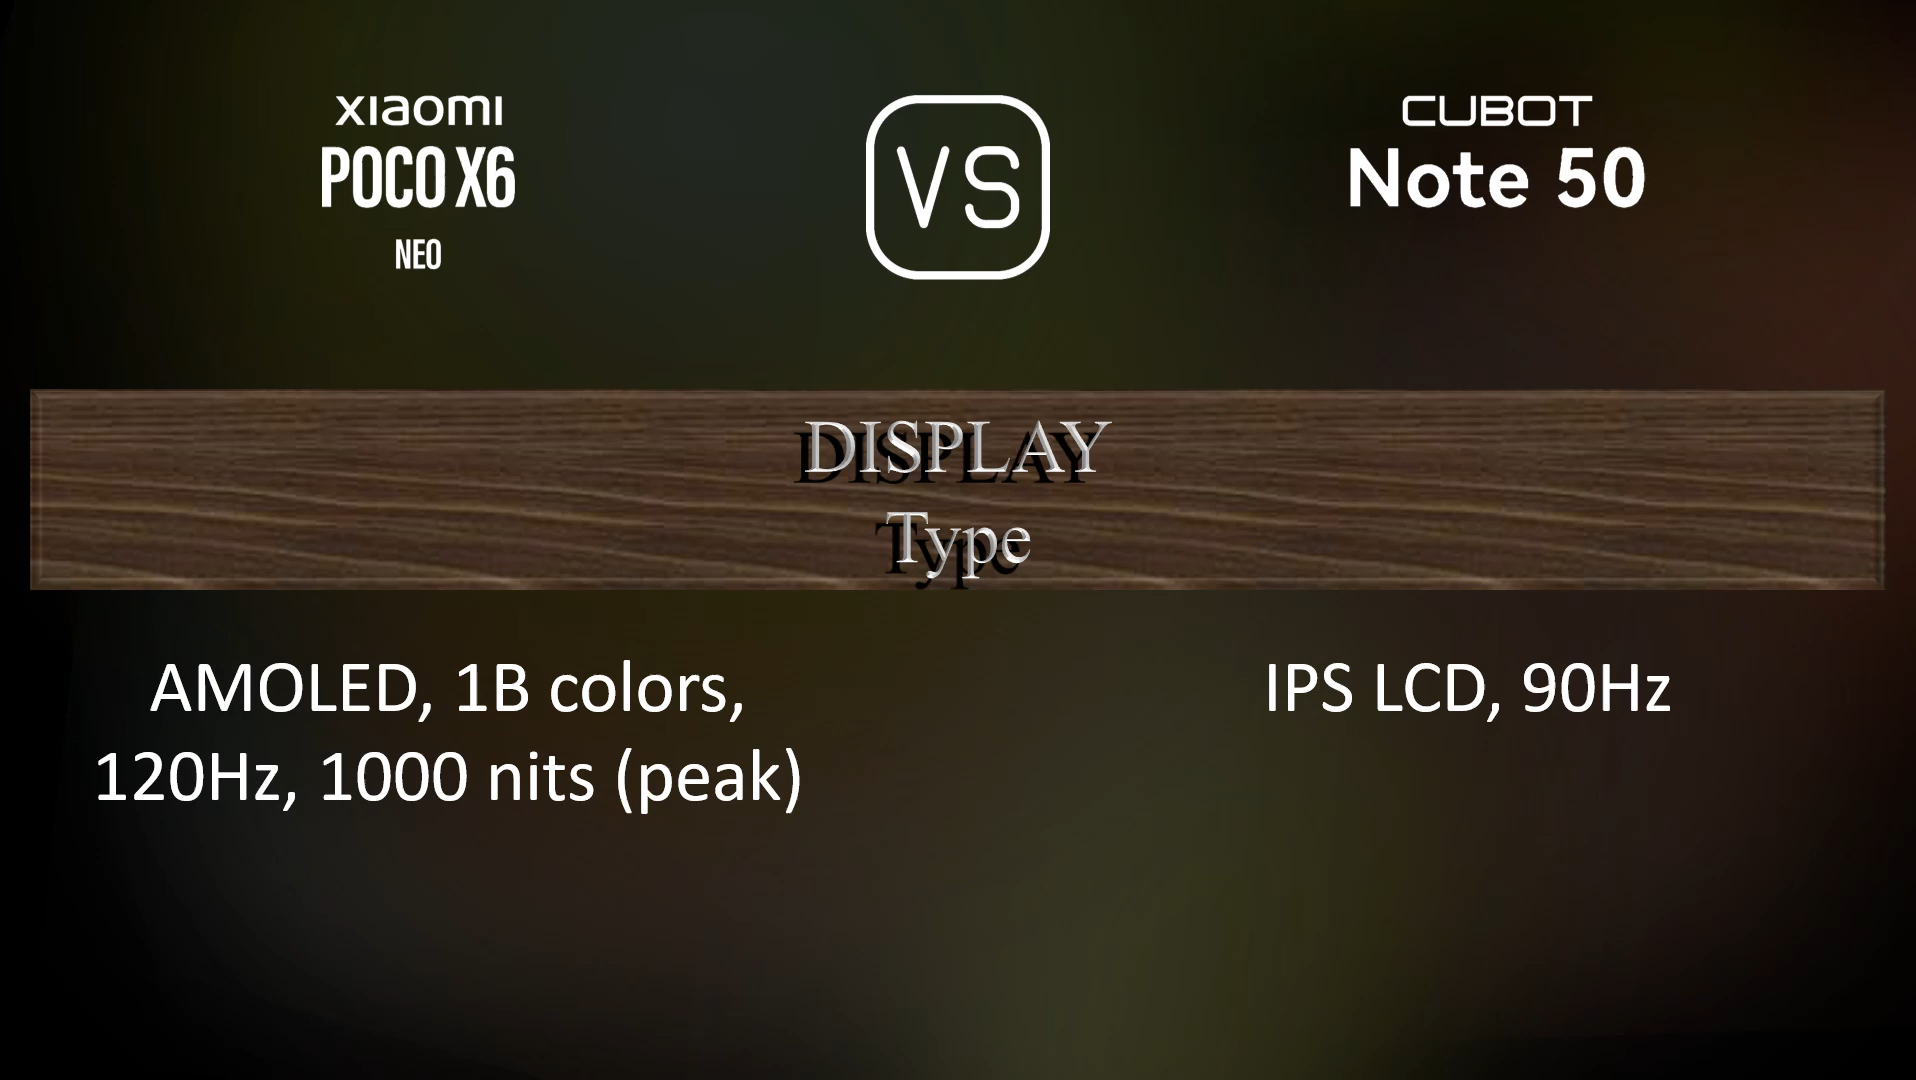 xiaomi
POCO X6
NEO
VS
CUBOT
Note 50
DISPLAY
Type
AMOLED, 1B colors,
120Hz, 1000 nits (peak)
IPS LCD, 90Hz